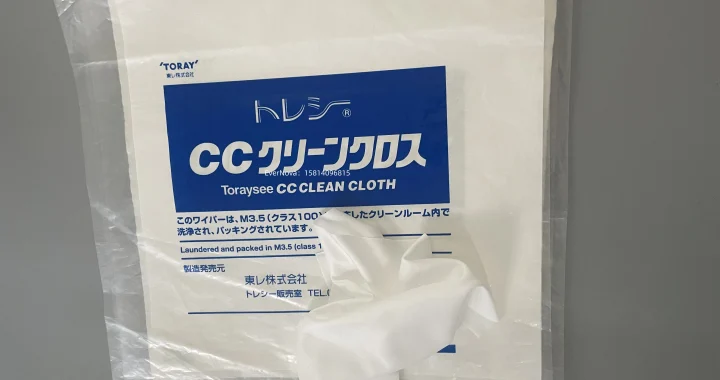 'TORAY'
東レ株式会社
トレシー®
CCクリーンクロス
EverNova: 15814096815
Toraysee CC CLEAN CLOTH
このワイパーは、M3.5(クラス100) したクリーンルーム内で
洗浄され、パッキングされています。
Laundered and packed in M3.5 (class 1
製造発売元
東レ株式会社
トレシー販売室 TEL.